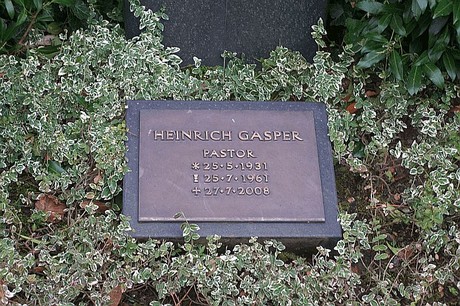 HEINRICH GASPER
PASTOR
* 25·5·1931
! 25·7·1961
✝ 27·7·2008